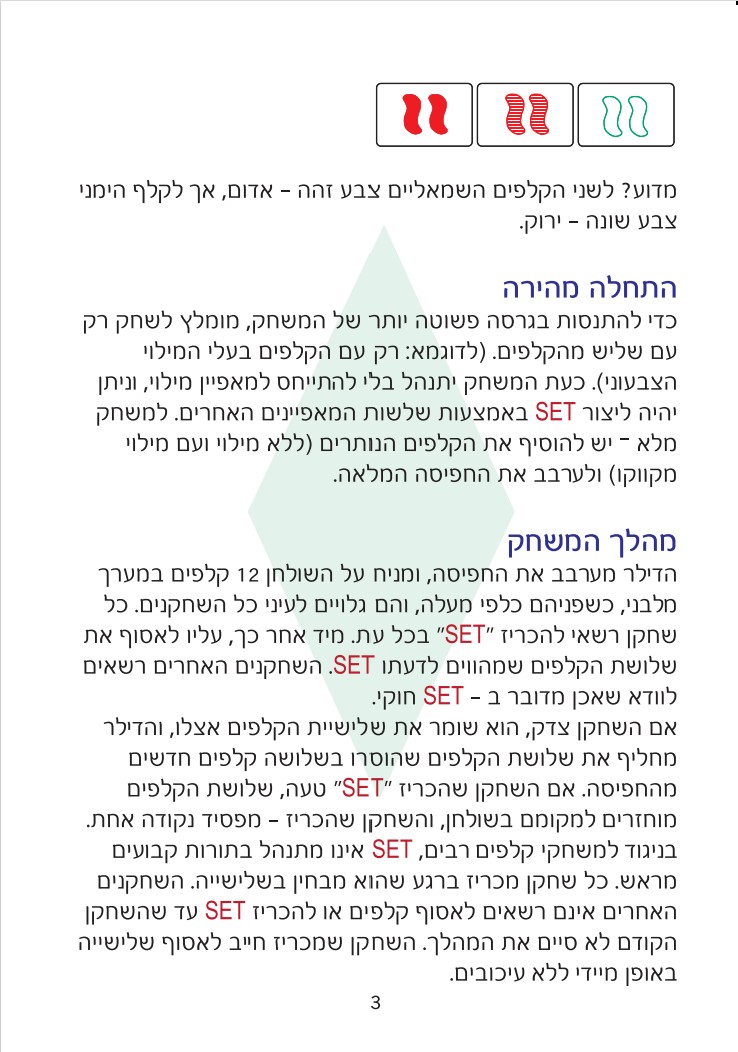 מדוע? לשני הקלפים השמאליים צבע זהה – אדום, אך לקלף הימני
צבע שונה – ירוק.
התחלה מהירה
כדי להתנסות בגרסה פשוטה יותר של המשחק, מומלץ לשחק רק
עם שליש מהקלפים. (לדוגמא: רק עם הקלפים בעלי המילוי
הצבעוני). כעת המשחק יתנהל בלי להתייחס למאפיין מילוי, וניתן
יהיה ליצור SET באמצעות שלשות המאפיינים האחרים. למשחק
מלא – יש להוסיף את הקלפים הנותרים (ללא מילוי ועם מילוי
מקווקו) ולערבב את החפיסה המלאה.
מהלך המשחק
הדילר מערבב את החפיסה, ומניח על השולחן 12 קלפים במערך
מלבני, כשפניהם כלפי מעלה, והם גלויים לעיני כל השחקנים. כל
שחקן רשאי להכריז "SET" בכל עת. מיד אחר כך, עליו לאסוף את
שלושת הקלפים שמהווים לדעתו SET. השחקנים האחרים רשאים
לוודא שאכן מדובר ב – SET חוקי.
אם השחקן צדק, הוא שומר את שלישיית הקלפים אצלו, והדילר
מחליף את שלושת הקלפים שהוסרו בשלושה קלפים חדשים
מהחפיסה. אם השחקן שהכריז "SET" טעה, שלושת הקלפים
מוחזרים למקומם בשולחן, והשחקן שהכריז – מפסיד נקודה אחת.
בניגוד למשחקי קלפים רבים, SET אינו מתנהל בתורות קבועים
מראש. כל שחקן מכריז ברגע שהוא מבחין בשלישייה. השחקנים
האחרים אינם רשאים לאסוף קלפים או להכריז SET עד שהשחקן
הקודם לא סיים את המהלך. השחקן שמכריז חייב לאסוף שלישייה
באופן מיידי ללא עיכובים.
3